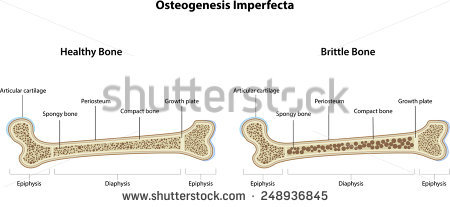 Osteogenesis Imperfecta
Healthy Bone
Brittle Bone
Articular cartilage
Periosteum
Growth plate
Spongy bone
Compact bone
Epiphysis
Diaphysis
Epiphysis
Articular cartilage
Periosteum
Growth plate
Spongy bone
Compact bone
Epiphysis
Diaphysis
Epiphysis
shutterstock
www.shutterstock.com · 248936845